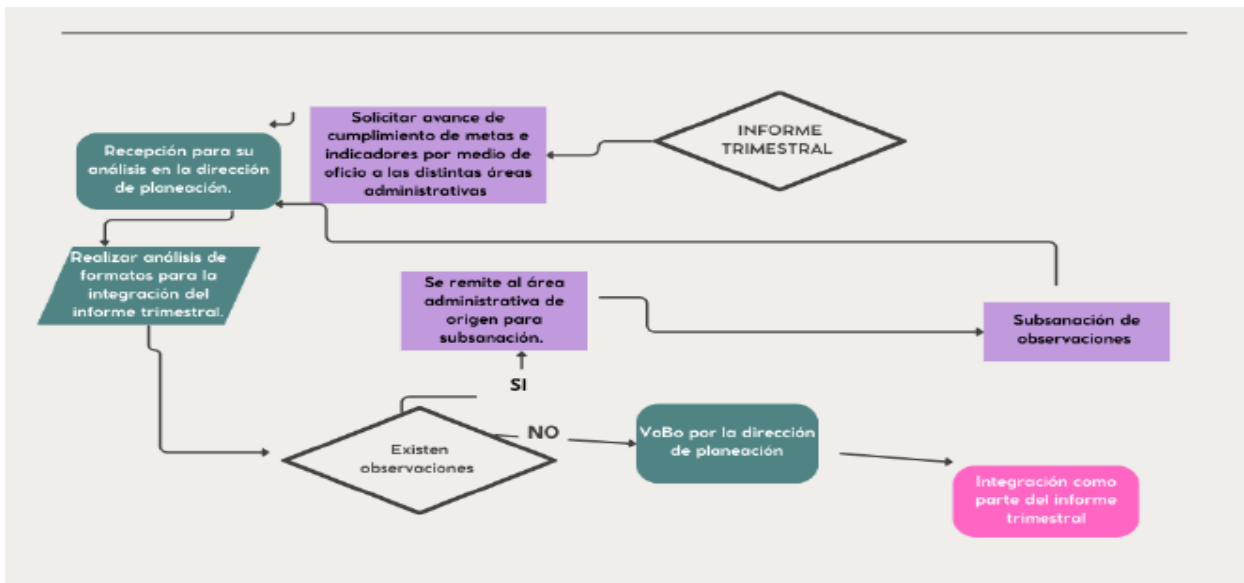 INFORME
TRIMESTRAL
Solicitar avance de
cumplimiento de metas e
indicadores por medio de
oficio a las distintas áreas
administrativas
Recepción para su
análisis en la dirección
de planeación.
Realizar análisis de
formatos para la
integración del
informe trimestral.
Existen
observaciones
SI
Se remite al área
administrativa de
origen para
subsanación.
Subsanación de
observaciones
NO
VoBo por la dirección
de planeación
Integración como
parte del informe
trimestral